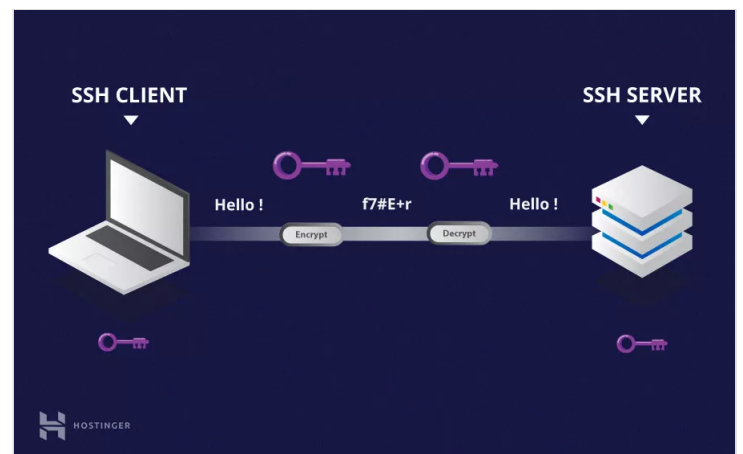 SSH CLIENT
SSH SERVER
Hello !
f7#E+r
Hello !
Encrypt
Decrypt
HOSTINGER